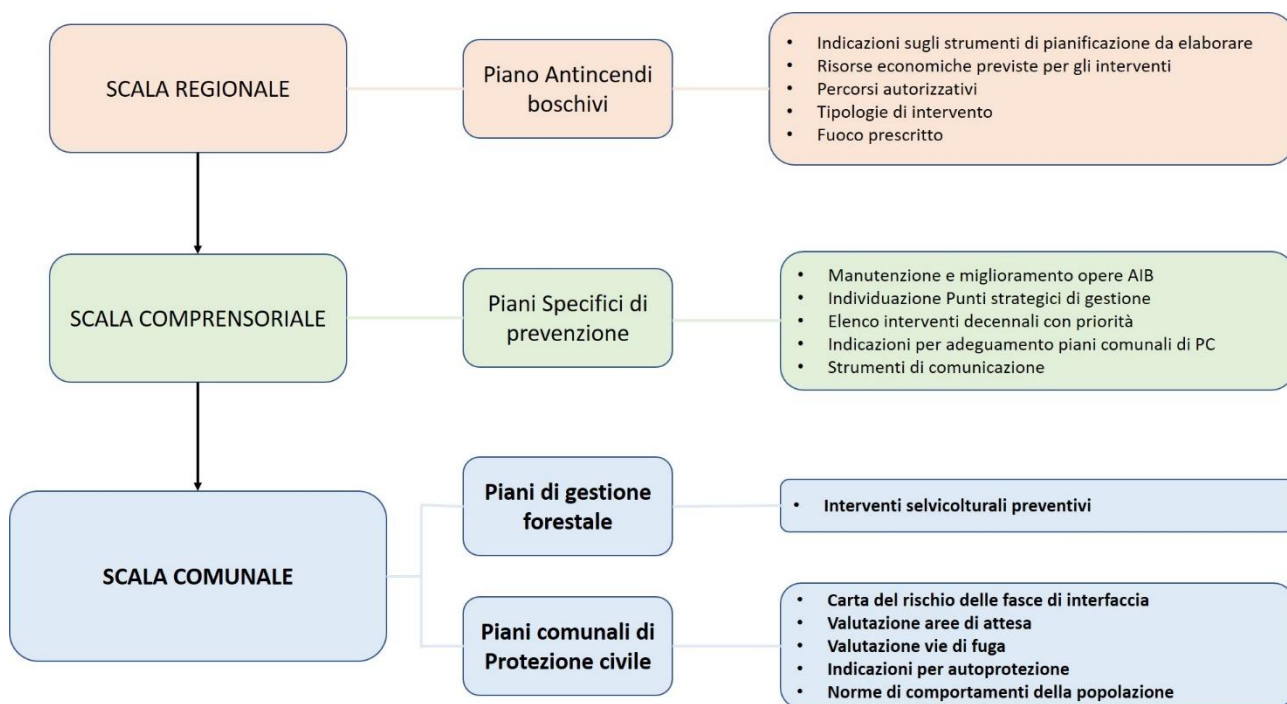 SCALA REGIONALE
Piano Antincendi
boschivi
• Indicazioni sugli strumenti di pianificazione da elaborare
• Risorse economiche previste per gli interventi
• Percorsi autorizzativi
• Tipologie di intervento
• Fuoco prescritto
SCALA COMPRENSORIALE
Piani Specifici di
prevenzione
• Manutenzione e miglioramento opere AIB
• Individuazione Punti strategici di gestione
• Elenco interventi decennali con priorità
• Indicazioni per adeguamento piani comunali di PC
• Strumenti di comunicazione
SCALA COMUNALE
Piani di gestione
forestale
• Interventi selvicolturali preventivi
Piani comunali di
Protezione civile
• Carta del rischio delle fasce di interfaccia
• Valutazione aree di attesa
• Valutazione vie di fuga
• Indicazioni per autoprotezione
• Norme di comportamenti della popolazione